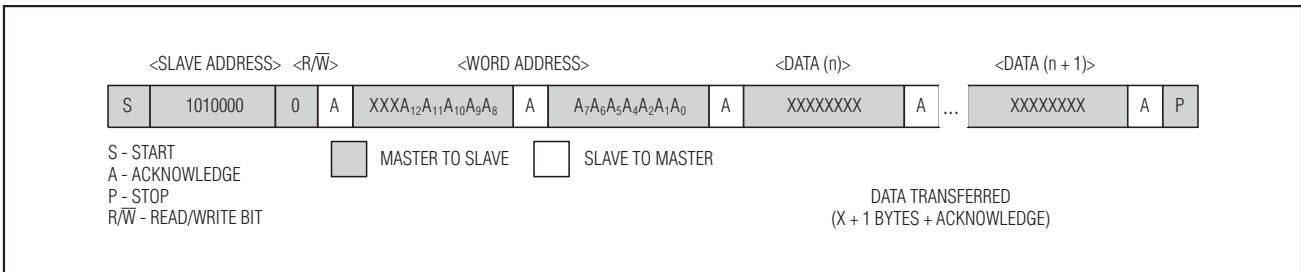 <SLAVE ADDRESS> <R/W̅> <WORD ADDRESS> <DATA (n)> <DATA (n + 1)>
S 1010000 0 A XXXA₁₂A₁₁A₁₀A₉A₈ A A₇A₆A₅A₄A₂A₁A₀ A XXXXXXXX A ... XXXXXXXX A P
S - START
A - ACKNOWLEDGE
P - STOP
R/W̅ - READ/WRITE BIT
MASTER TO SLAVE
SLAVE TO MASTER
DATA TRANSFERRED
(X + 1 BYTES + ACKNOWLEDGE)